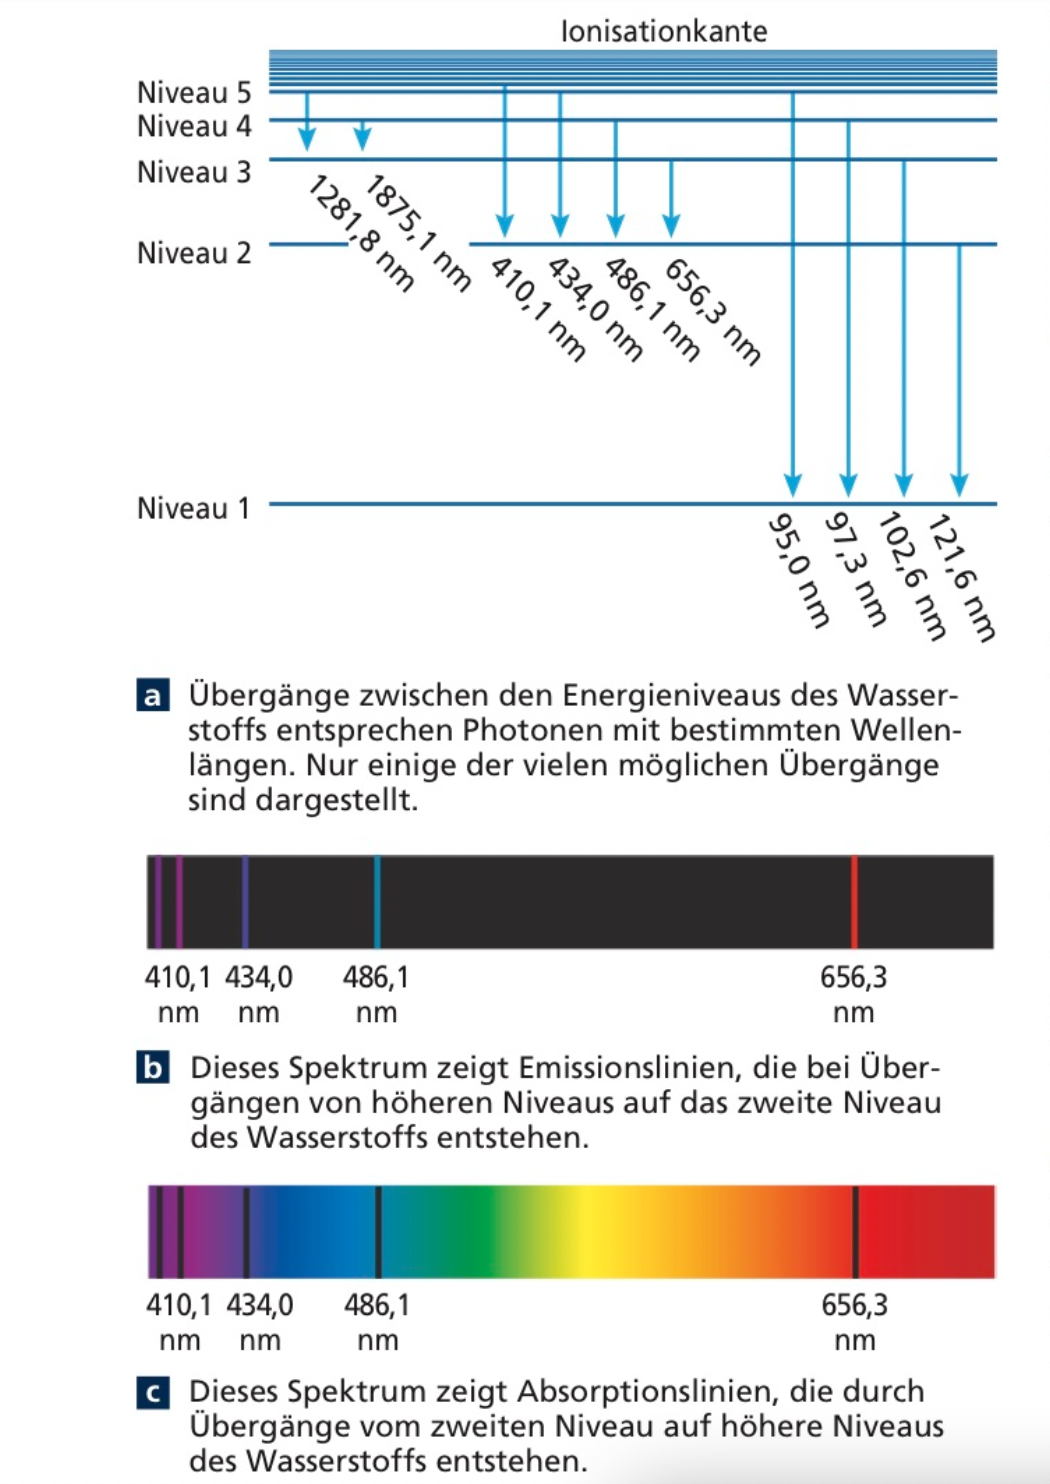 Ionisationkante
Niveau 5
Niveau 4
Niveau 3
Niveau 2
1281,8 nm
1875,1 nm
410,1 nm
434,0 nm
486,1 nm
656,3 nm
Niveau 1
95,0 nm
97,3 nm
102,6 nm
121,6 nm
a Übergänge zwischen den Energieniveaus des Wasser-
stoffs entsprechen Photonen mit bestimmten Wellen-
längen. Nur einige der vielen möglichen Übergänge
sind dargestellt.
410,1 434,0 486,1 656,3
nm nm nm nm
b Dieses Spektrum zeigt Emissionslinien, die bei Über-
gängen von höheren Niveaus auf das zweite Niveau
des Wasserstoffs entstehen.
410,1 434,0 486,1 656,3
nm nm nm nm
c Dieses Spektrum zeigt Absorptionslinien, die durch
Übergänge vom zweiten Niveau auf höhere Niveaus
des Wasserstoffs entstehen.